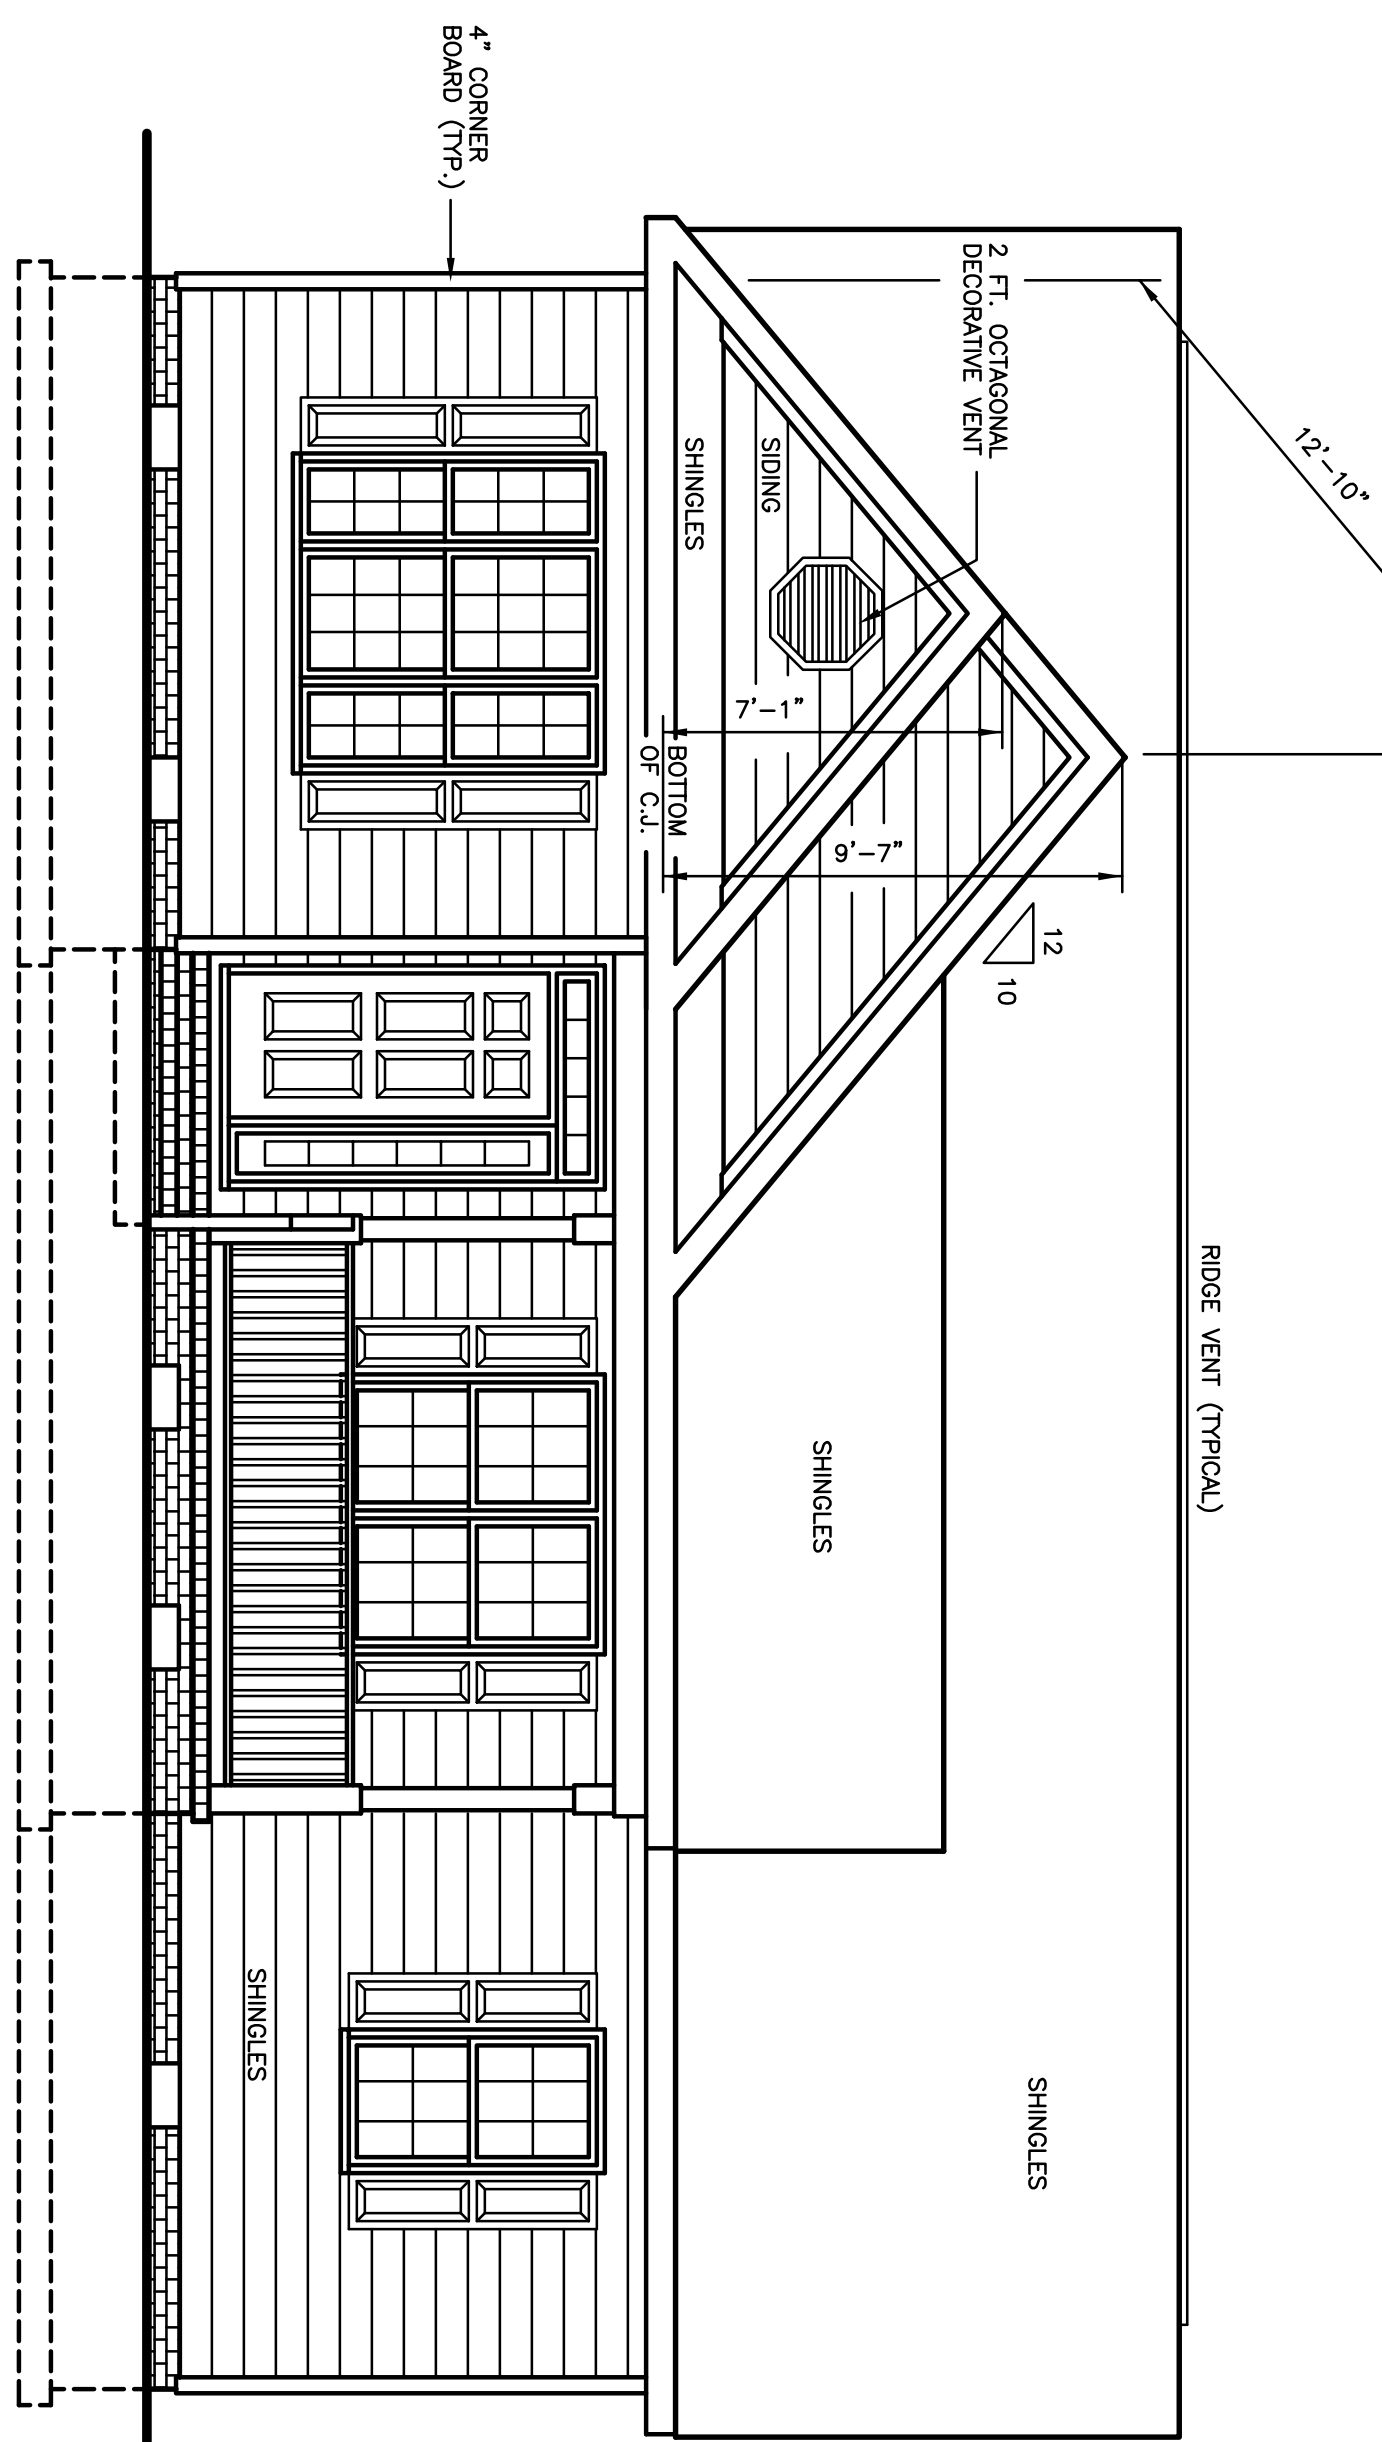 12'-10"
RIDGE VENT (TYPICAL)
2 FT. OCTAGONAL
DECORATIVE VENT
12
10
SHINGLES
SHINGLES
SIDING
SHINGLES
7'-1"
9'-7"
BOTTOM
OF C.J.
4" CORNER
BOARD (TYP.)
SHINGLES